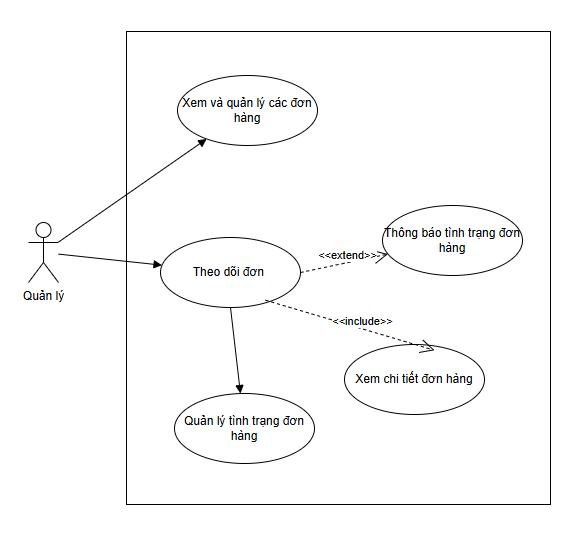 Xem và quản lý các đơn
hàng
Thông báo tình trạng đơn
hàng
<<extend>>
Theo dõi đơn
Quản lý
<<include>>
Xem chi tiết đơn hàng
Quản lý tình trạng đơn
hàng